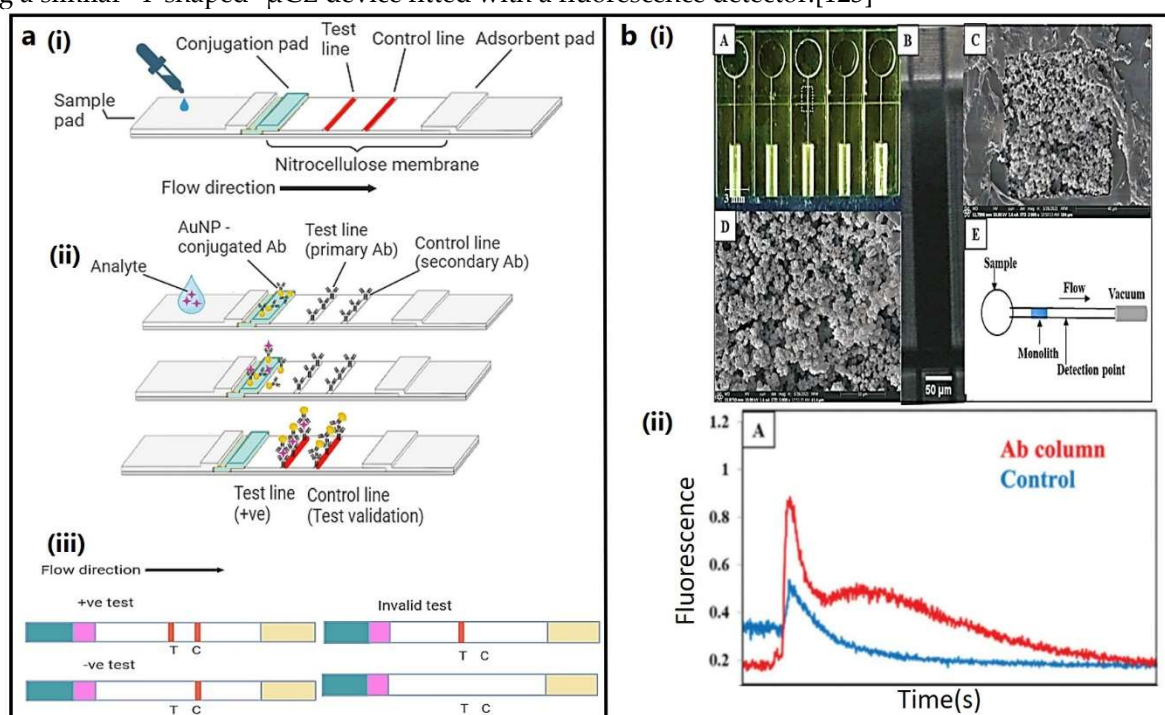 g a similar "T-shaped" µCE device fitted with a fluorescence detector.[125]
a (i)
Conjugation pad
Test line
Control line
Adsorbent pad
Sample pad
Nitrocellulose membrane
Flow direction
(ii)
Analyte
AuNP - conjugated Ab
Test line (primary Ab)
Control line (secondary Ab)
Test line (+ve)
Control line (Test validation)
(iii)
Flow direction
+ve test
T C
Invalid test
T C
-ve test
T C
T C
b (i)
A
3 mm
B
50 µm
C
D
E
Sample
Flow
Vacuum
Monolith
Detection point
(ii)
A
Ab column
Control
Fluorescence
1.2
1
0.8
0.6
0.4
0.2
Time(s)